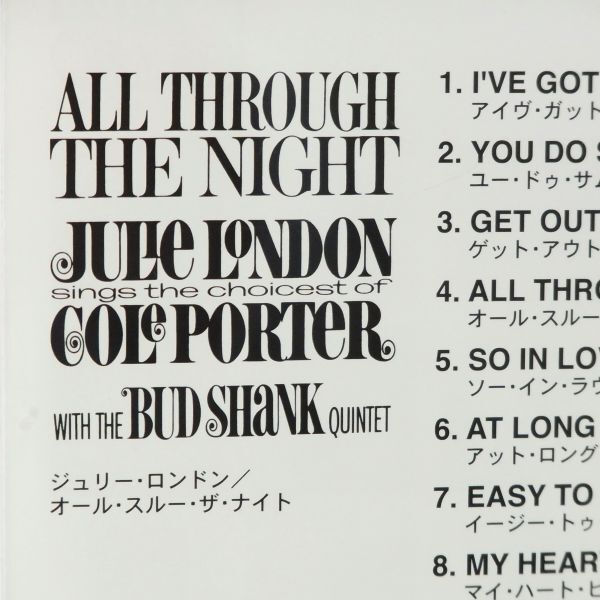 ALL THROUGH
THE NIGHT
JULIE LONDON
sings the choicest of
COLE PORTER
WITH THE BUD SHANK QUINTET
ジュリー・ロンドン／
オール・スルー・ザ・ナイト
1. I'VE GOT
アイヴ・ガット
2. YOU DO
ユー・ドゥ・サム
3. GET OUT
ゲット・アウト
4. ALL THRO
オール・スルー
5. SO IN LOV
ソー・イン・ラヴ
6. AT LONG
アット・ロング
7. EASY TO
イージー・トゥ
8. MY HEAR
マイ・ハート・ビ